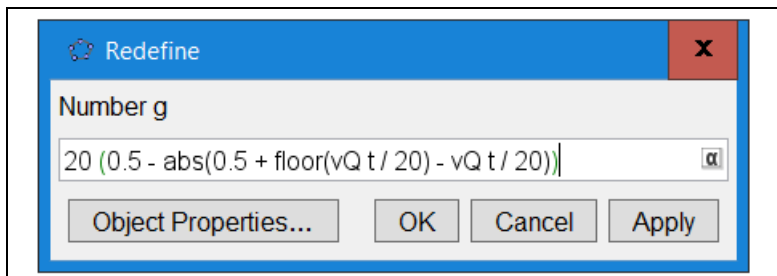 Redefine
x
Number g
20 (0.5 - abs(0.5 + floor(vQ t / 20) - vQ t / 20))
α
Object Properties...
OK
Cancel
Apply